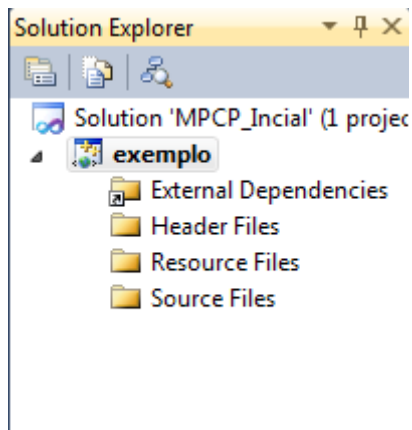 Solution Explorer
Solution 'MPCP_Incial' (1 projec
exemplo
External Dependencies
Header Files
Resource Files
Source Files